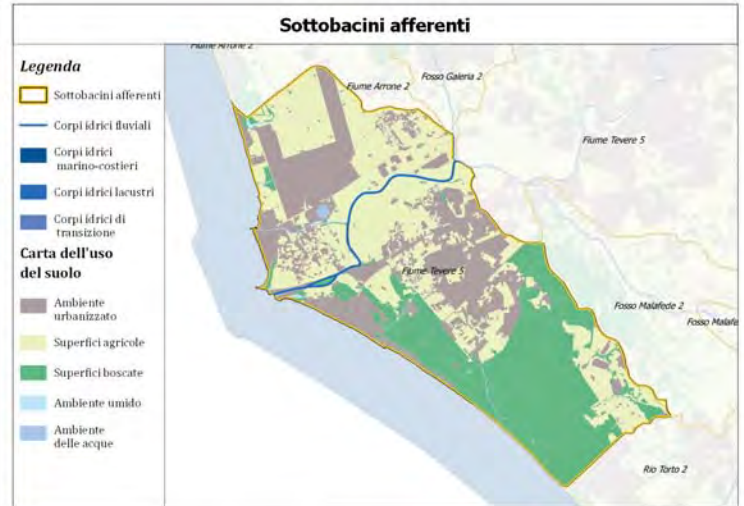 Sottobacini afferenti
Legenda
Sottobacini afferenti
Corpi idrici fluviali
Corpi idrici
marino-costieri
Corpi idrici lacustri
Corpi idrici di
transizione
Carta dell'uso
del suolo
Ambiente
urbanizzato
Superfici agricole
Superfici boscate
Ambiente umido
Ambiente
delle acque
Fiume Arrone 2
Fiume Arrone 2
Fosso Galeria 2
Fiume Tevere 5
Fiume Tevere 5
Fosso Malafede 2
Fosso Malafe
Rio Torto 2